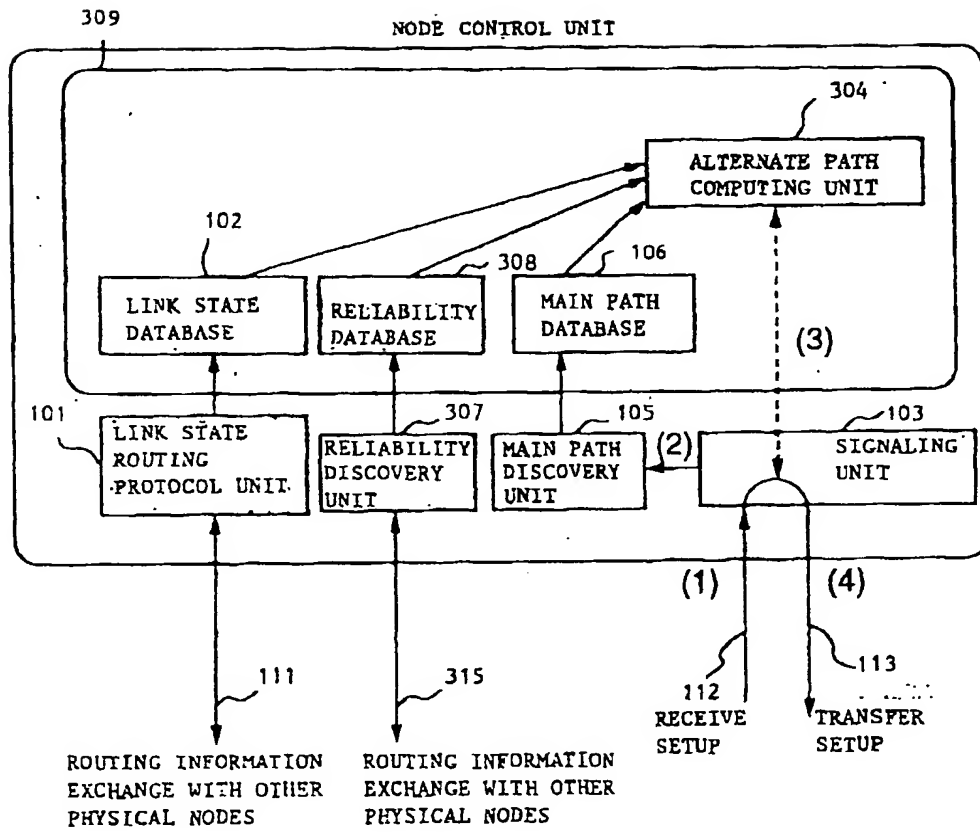 NODE CONTROL UNIT
309
304
ALTERNATE PATH
COMPUTING UNIT
102
308
106
LINK STATE
DATABASE
RELIABILITY
DATABASE
MAIN PATH
DATABASE
(3)
101
307
105
103
LINK STATE
ROUTING
PROTOCOL UNIT
RELIABILITY
DISCOVERY
UNIT
MAIN PATH
DISCOVERY
UNIT
(2)
SIGNALING
UNIT
(1)
(4)
111
315
112
113
RECEIVE
SETUP
TRANSFER
SETUP
ROUTING INFORMATION
EXCHANGE WITH OTHER
PHYSICAL NODES
ROUTING INFORMATION
EXCHANGE WITH OTHER
PHYSICAL NODES